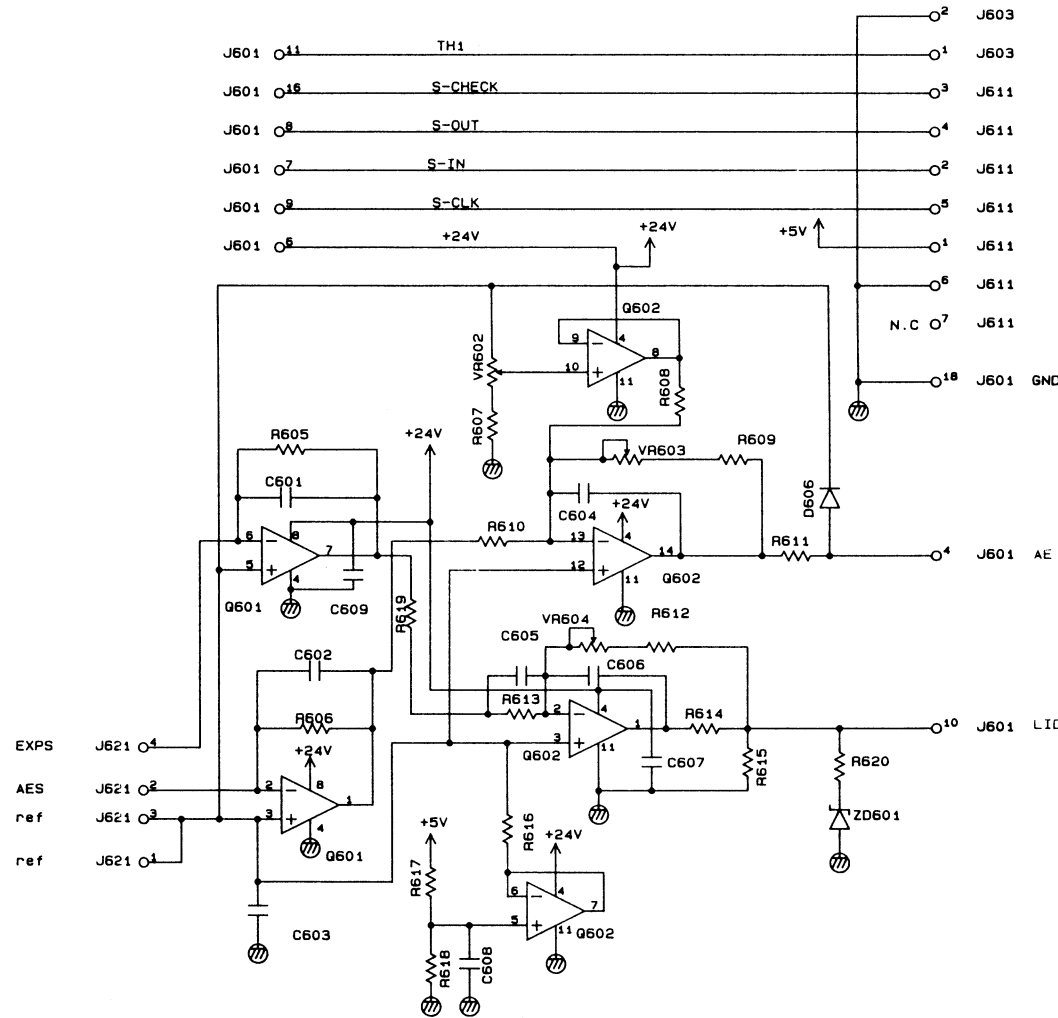 2 J603
J601 11 TH1 1 J603
J601 16 S-CHECK 3 J611
J601 8 S-OUT 4 J611
J601 7 S-IN 2 J611
J601 9 S-CLK 5 J611
J601 6 +24V +24V +5V 1 J611
6 J611
Q602
N.C 7 J611
9 4
8
VR602
10
11
R608
18 J601 GND
R607
+24V
R605
VR603 R609
C601
C604 +24V
D606
R610
6 8
13 4
7
14 R611
4 J601 AE
5
12
4
11 Q602
Q601 C609
R619
R612
VR604
C605
C602
C606
R613
2 4
R606
1 R614
10 J601 LID
EXPS J621 4
+24V
3 11
Q602
C607
R615
R620
AES J621 2
2 8
1
ref J621 3
3
4
ZD601
+5V
R616
+24V
ref J621 1
Q601
R617
6 4
7
5
C603
11 Q602
R618
C608